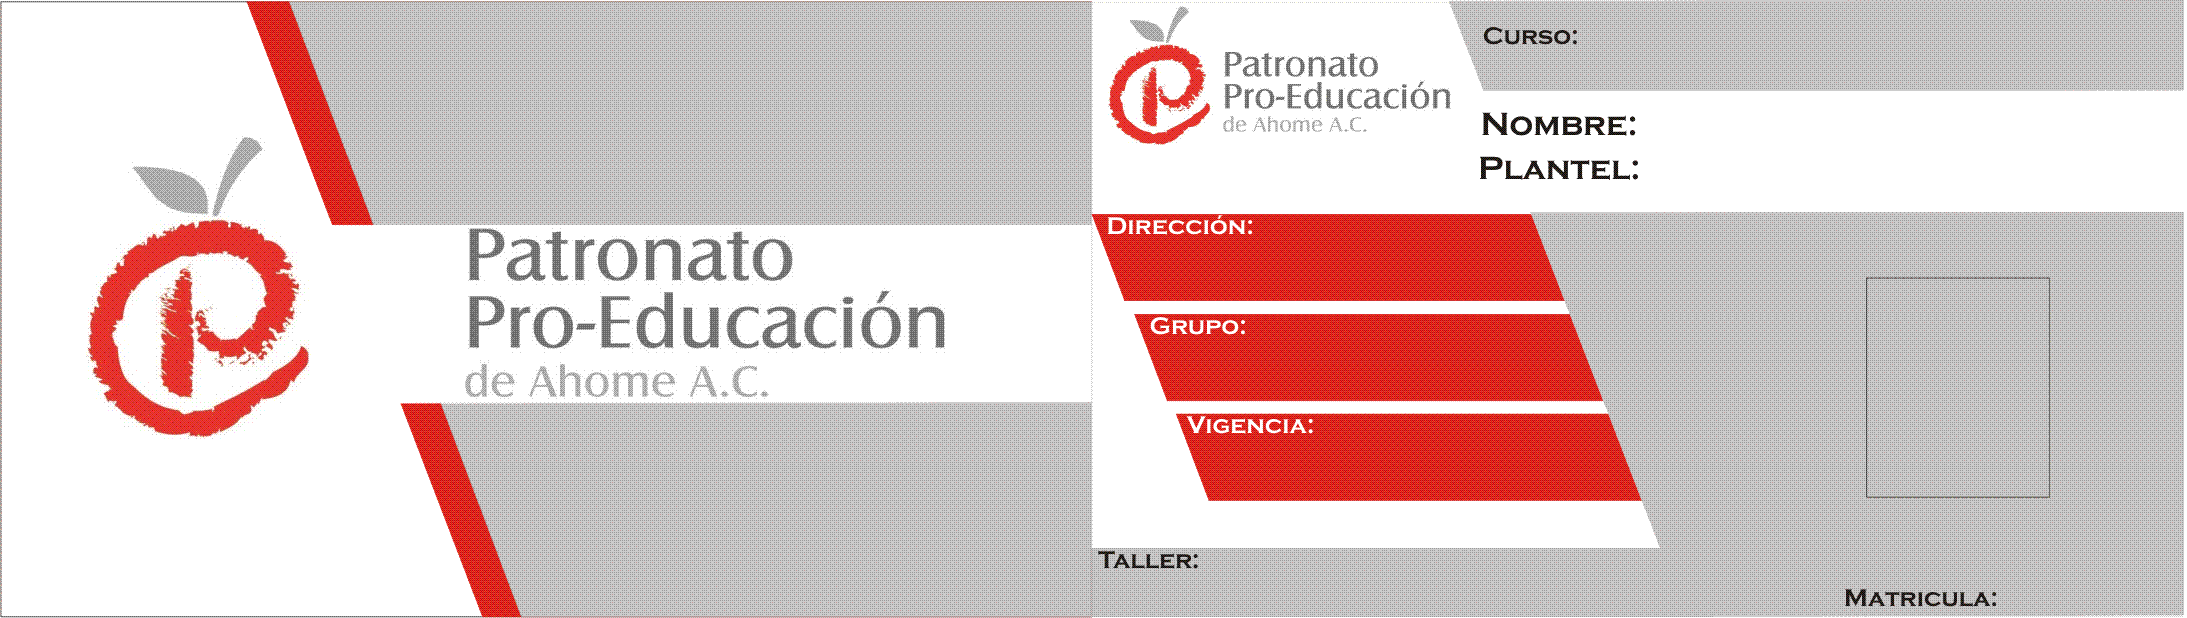 Patronato
Pro-Educación
de Ahome A.C.
Patronato
Pro-Educación
de Ahome A.C.
CURSO:
NOMBRE:
PLANTEL:
DIRECCIÓN:
GRUPO:
VIGENCIA:
TALLER:
MATRICULA: